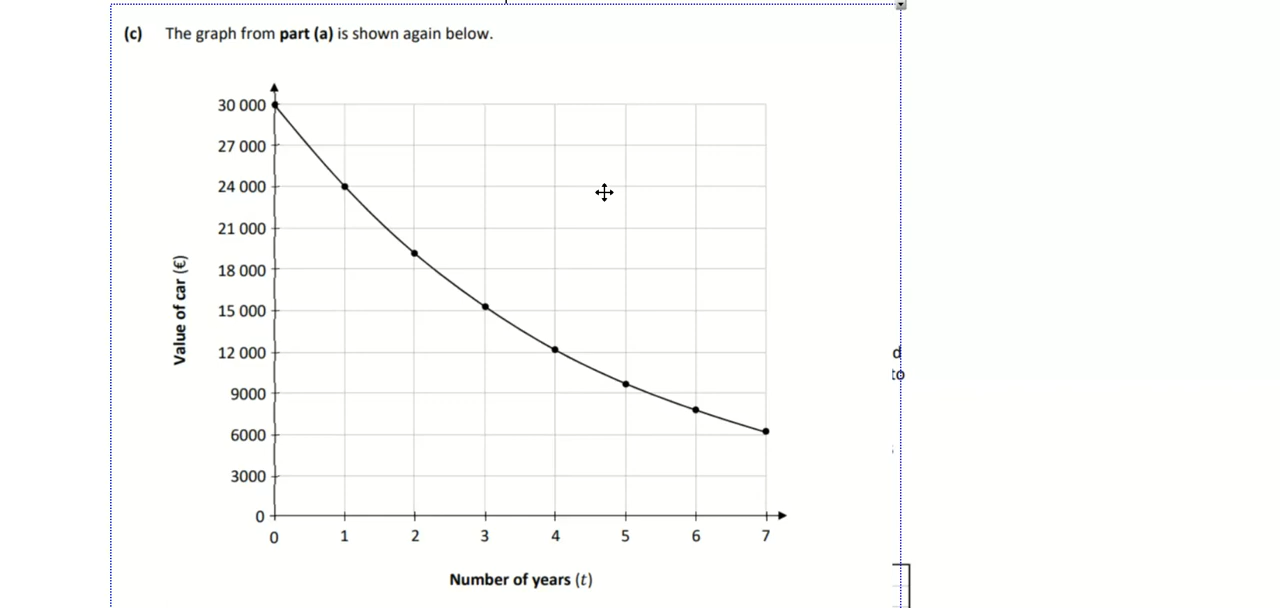 (c) The graph from part (a) is shown again below.
30 000
27 000
24 000
21 000
18 000
15 000
12 000
9000
6000
3000
0
Value of car (€)
0 1 2 3 4 5 6 7
Number of years (t)
d
to